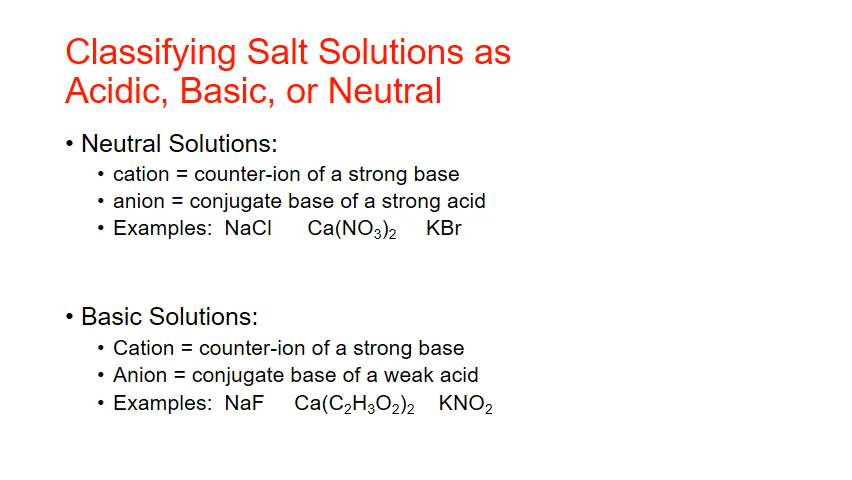 Classifying Salt Solutions as
Acidic, Basic, or Neutral
• Neutral Solutions:
• cation = counter-ion of a strong base
• anion = conjugate base of a strong acid
• Examples: NaCl Ca(NO₃)₂ KBr
• Basic Solutions:
• Cation = counter-ion of a strong base
• Anion = conjugate base of a weak acid
• Examples: NaF Ca(C₂H₃O₂)₂ KNO₂